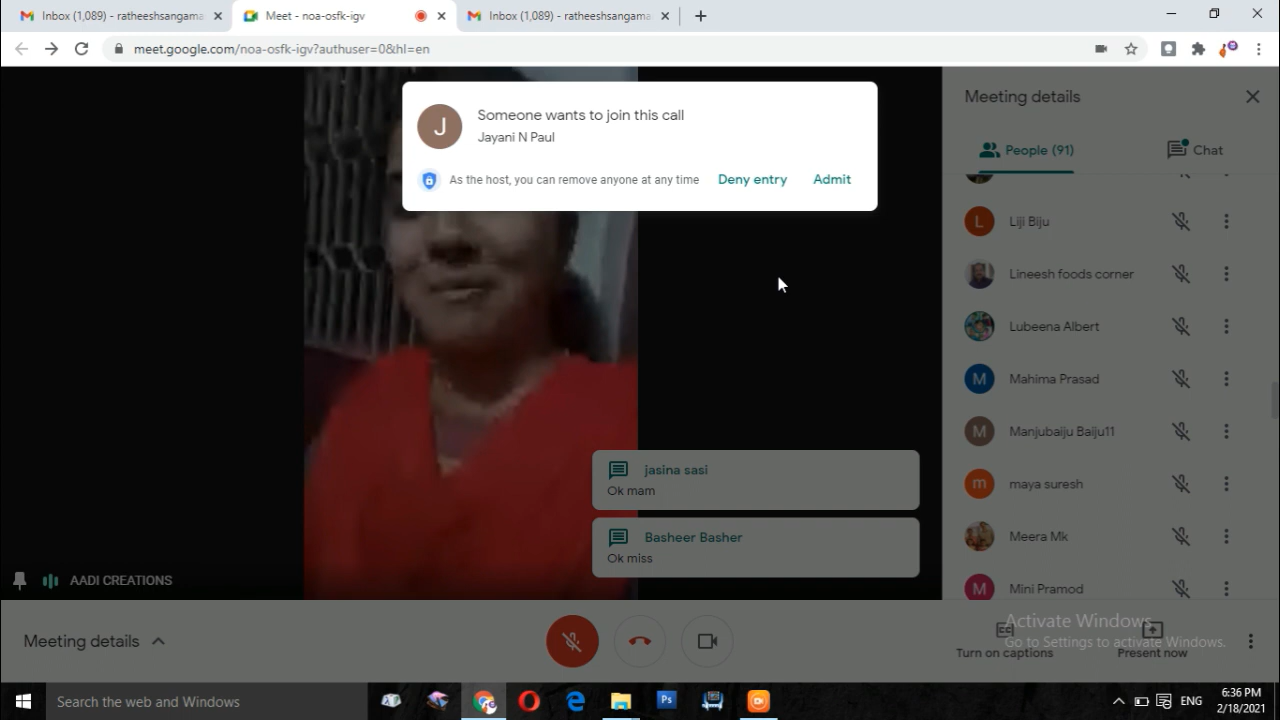 Inbox (1,089) - ratheeshsangama
Meet - noa-osfk-igv
Inbox (1,089) - ratheeshsangama
meet.google.com/noa-osfk-igv?authuser=0&hl=en
J
Someone wants to join this call
Jayani N Paul
As the host, you can remove anyone at any time
Deny entry
Admit
Meeting details
People (91)
Chat
L
Liji Biju
Lineesh foods corner
Lubeena Albert
M
Mahima Prasad
M
Manjubaiju Baiju11
m
maya suresh
Meera Mk
M
Mini Pramod
jasina sasi
Ok mam
Basheer Basher
Ok miss
AADI CREATIONS
Meeting details
CC
Turn on captions
Present now
Activate Windows
Go to Settings to activate Windows.
Search the web and Windows
Ps
ENG
6:36 PM
2/18/2021